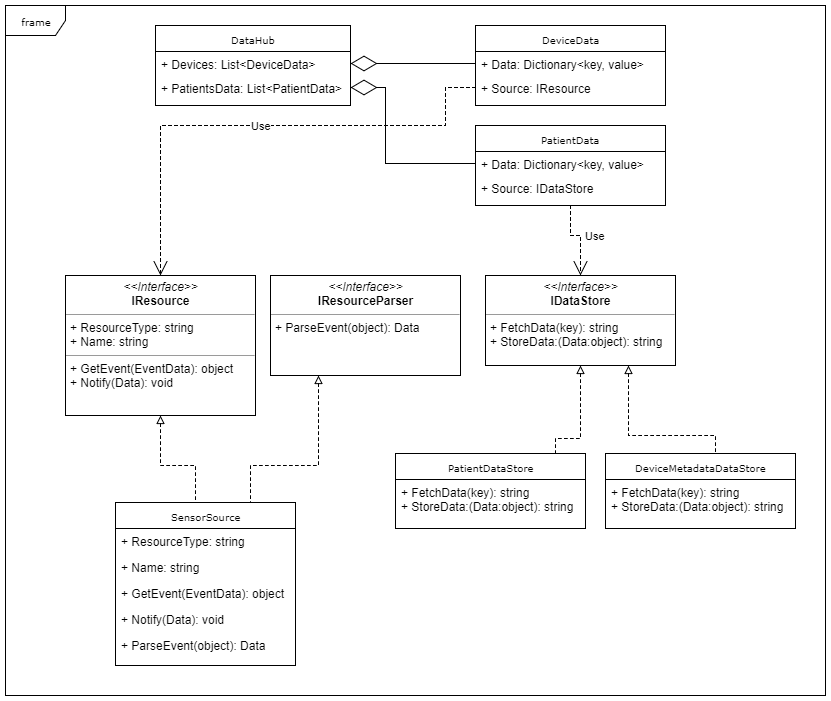 frame
DataHub
+ Devices: List<DeviceData>
+ PatientsData: List<PatientData>
DeviceData
+ Data: Dictionary<key, value>
+ Source: IResource
Use
PatientData
+ Data: Dictionary<key, value>
+ Source: IDataStore
Use
<<Interface>>
IResource
+ ResourceType: string
+ Name: string
+ GetEvent(EventData): object
+ Notify(Data): void
<<Interface>>
IResourceParser
+ ParseEvent(object): Data
<<Interface>>
IDataStore
+ FetchData(key): string
+ StoreData:(Data:object): string
PatientDataStore
+ FetchData(key): string
+ StoreData:(Data:object): string
DeviceMetadataDataStore
+ FetchData(key): string
+ StoreData:(Data:object): string
SensorSource
+ ResourceType: string
+ Name: string
+ GetEvent(EventData): object
+ Notify(Data): void
+ ParseEvent(object): Data